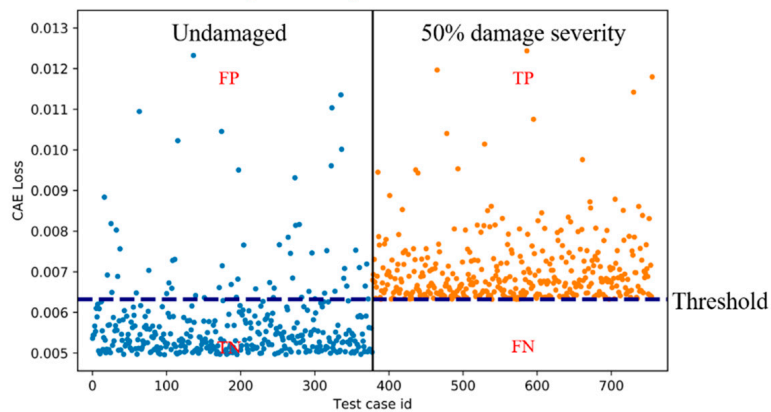 Undamaged
50% damage severity
FP
TP
TN
FN
Threshold
CAE Loss
0.013
0.012
0.011
0.010
0.009
0.008
0.007
0.006
0.005
0 100 200 300 400 500 600 700
Test case id